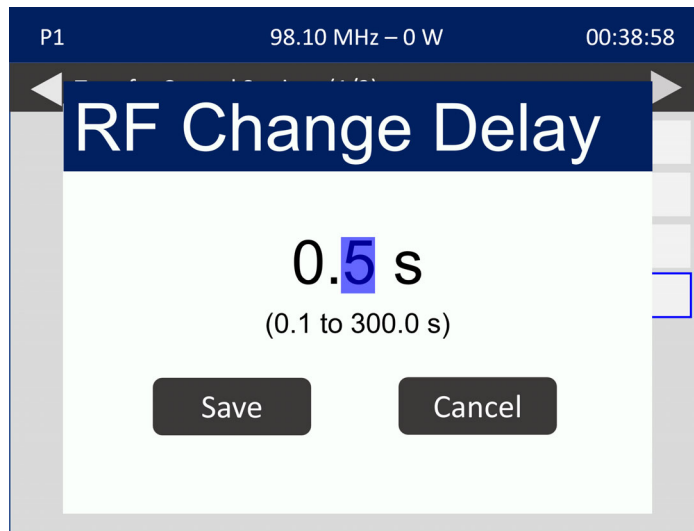 P1 98.10 MHz – 0 W 00:38:58
RF Change Delay
0.5 s
(0.1 to 300.0 s)
Save Cancel